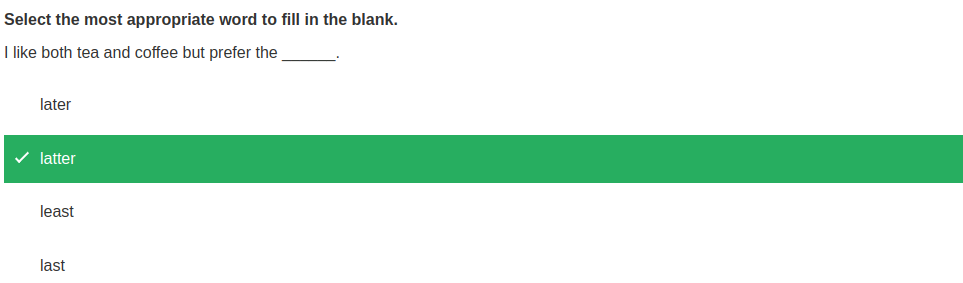 Select the most appropriate word to fill in the blank.
I like both tea and coffee but prefer the ______.
later
latter
least
last